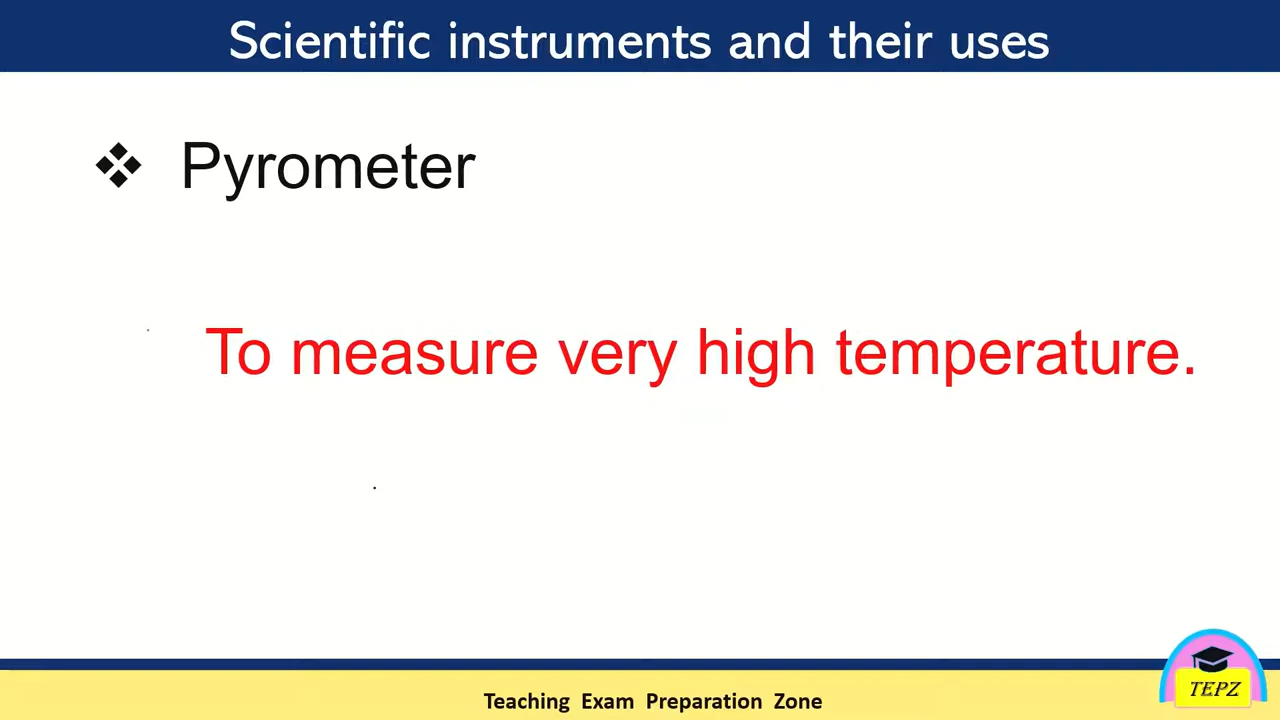 Scientific instruments and their uses
❖ Pyrometer
To measure very high temperature.
TEPZ
Teaching Exam Preparation Zone